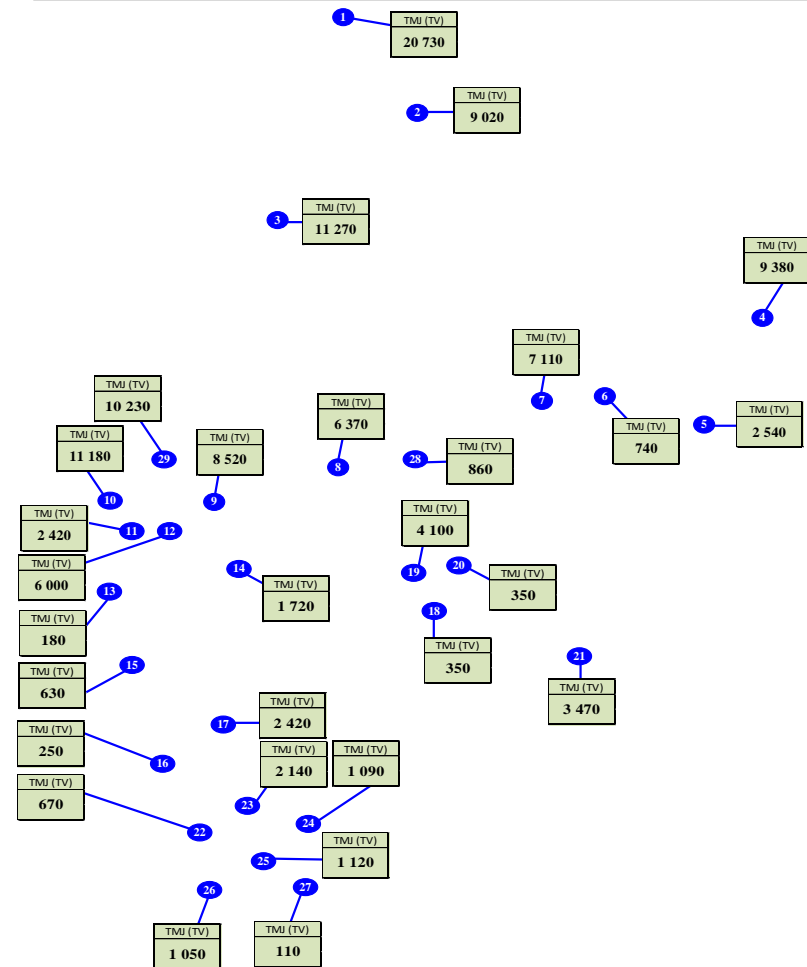 1
TMJ (TV)
20 730
2
TMJ (TV)
9 020
3
TMJ (TV)
11 270
TMJ (TV)
9 380
4
TMJ (TV)
7 110
7
6
TMJ (TV)
740
5
TMJ (TV)
2 540
TMJ (TV)
10 230
29
TMJ (TV)
11 180
10
TMJ (TV)
8 520
9
TMJ (TV)
6 370
8
28
TMJ (TV)
860
TMJ (TV)
2 420
11
12
TMJ (TV)
6 000
TMJ (TV)
4 100
19
20
TMJ (TV)
350
14
TMJ (TV)
1 720
13
TMJ (TV)
180
18
TMJ (TV)
350
15
TMJ (TV)
630
21
TMJ (TV)
3 470
17
TMJ (TV)
2 420
TMJ (TV)
250
16
TMJ (TV)
2 140
23
TMJ (TV)
1 090
24
TMJ (TV)
670
22
25
TMJ (TV)
1 120
26
TMJ (TV)
1 050
27
TMJ (TV)
110